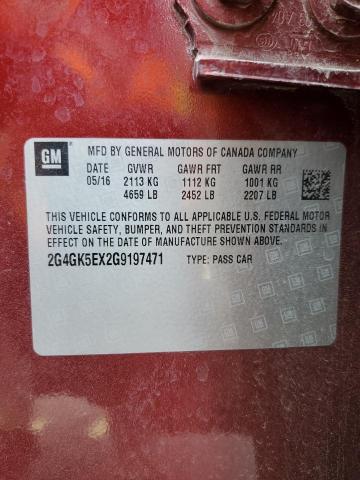 GM
MFD BY GENERAL MOTORS OF CANADA COMPANY
DATE GVWR GAWR FRT GAWR RR
05/16 2113 KG 1112 KG 1001 KG
4659 LB 2452 LB 2207 LB
THIS VEHICLE CONFORMS TO ALL APPLICABLE U.S. FEDERAL MOTOR
VEHICLE SAFETY, BUMPER, AND THEFT PREVENTION STANDARDS
IN EFFECT ON THE DATE OF MANUFACTURE SHOWN ABOVE.
2G4GK5EX2G9197471 TYPE: PASS CAR